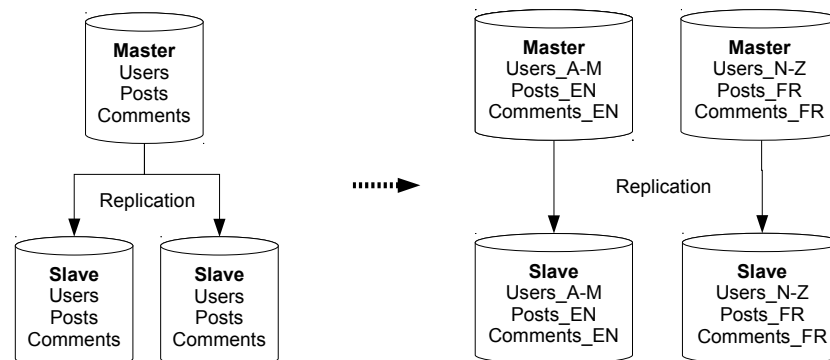 Master
Users
Posts
Comments
Replication
Slave
Users
Posts
Comments
Slave
Users
Posts
Comments
Master
Users_A-M
Posts_EN
Comments_EN
Master
Users_N-Z
Posts_FR
Comments_FR
Replication
Slave
Users_A-M
Posts_EN
Comments_EN
Slave
Users_N-Z
Posts_FR
Comments_FR